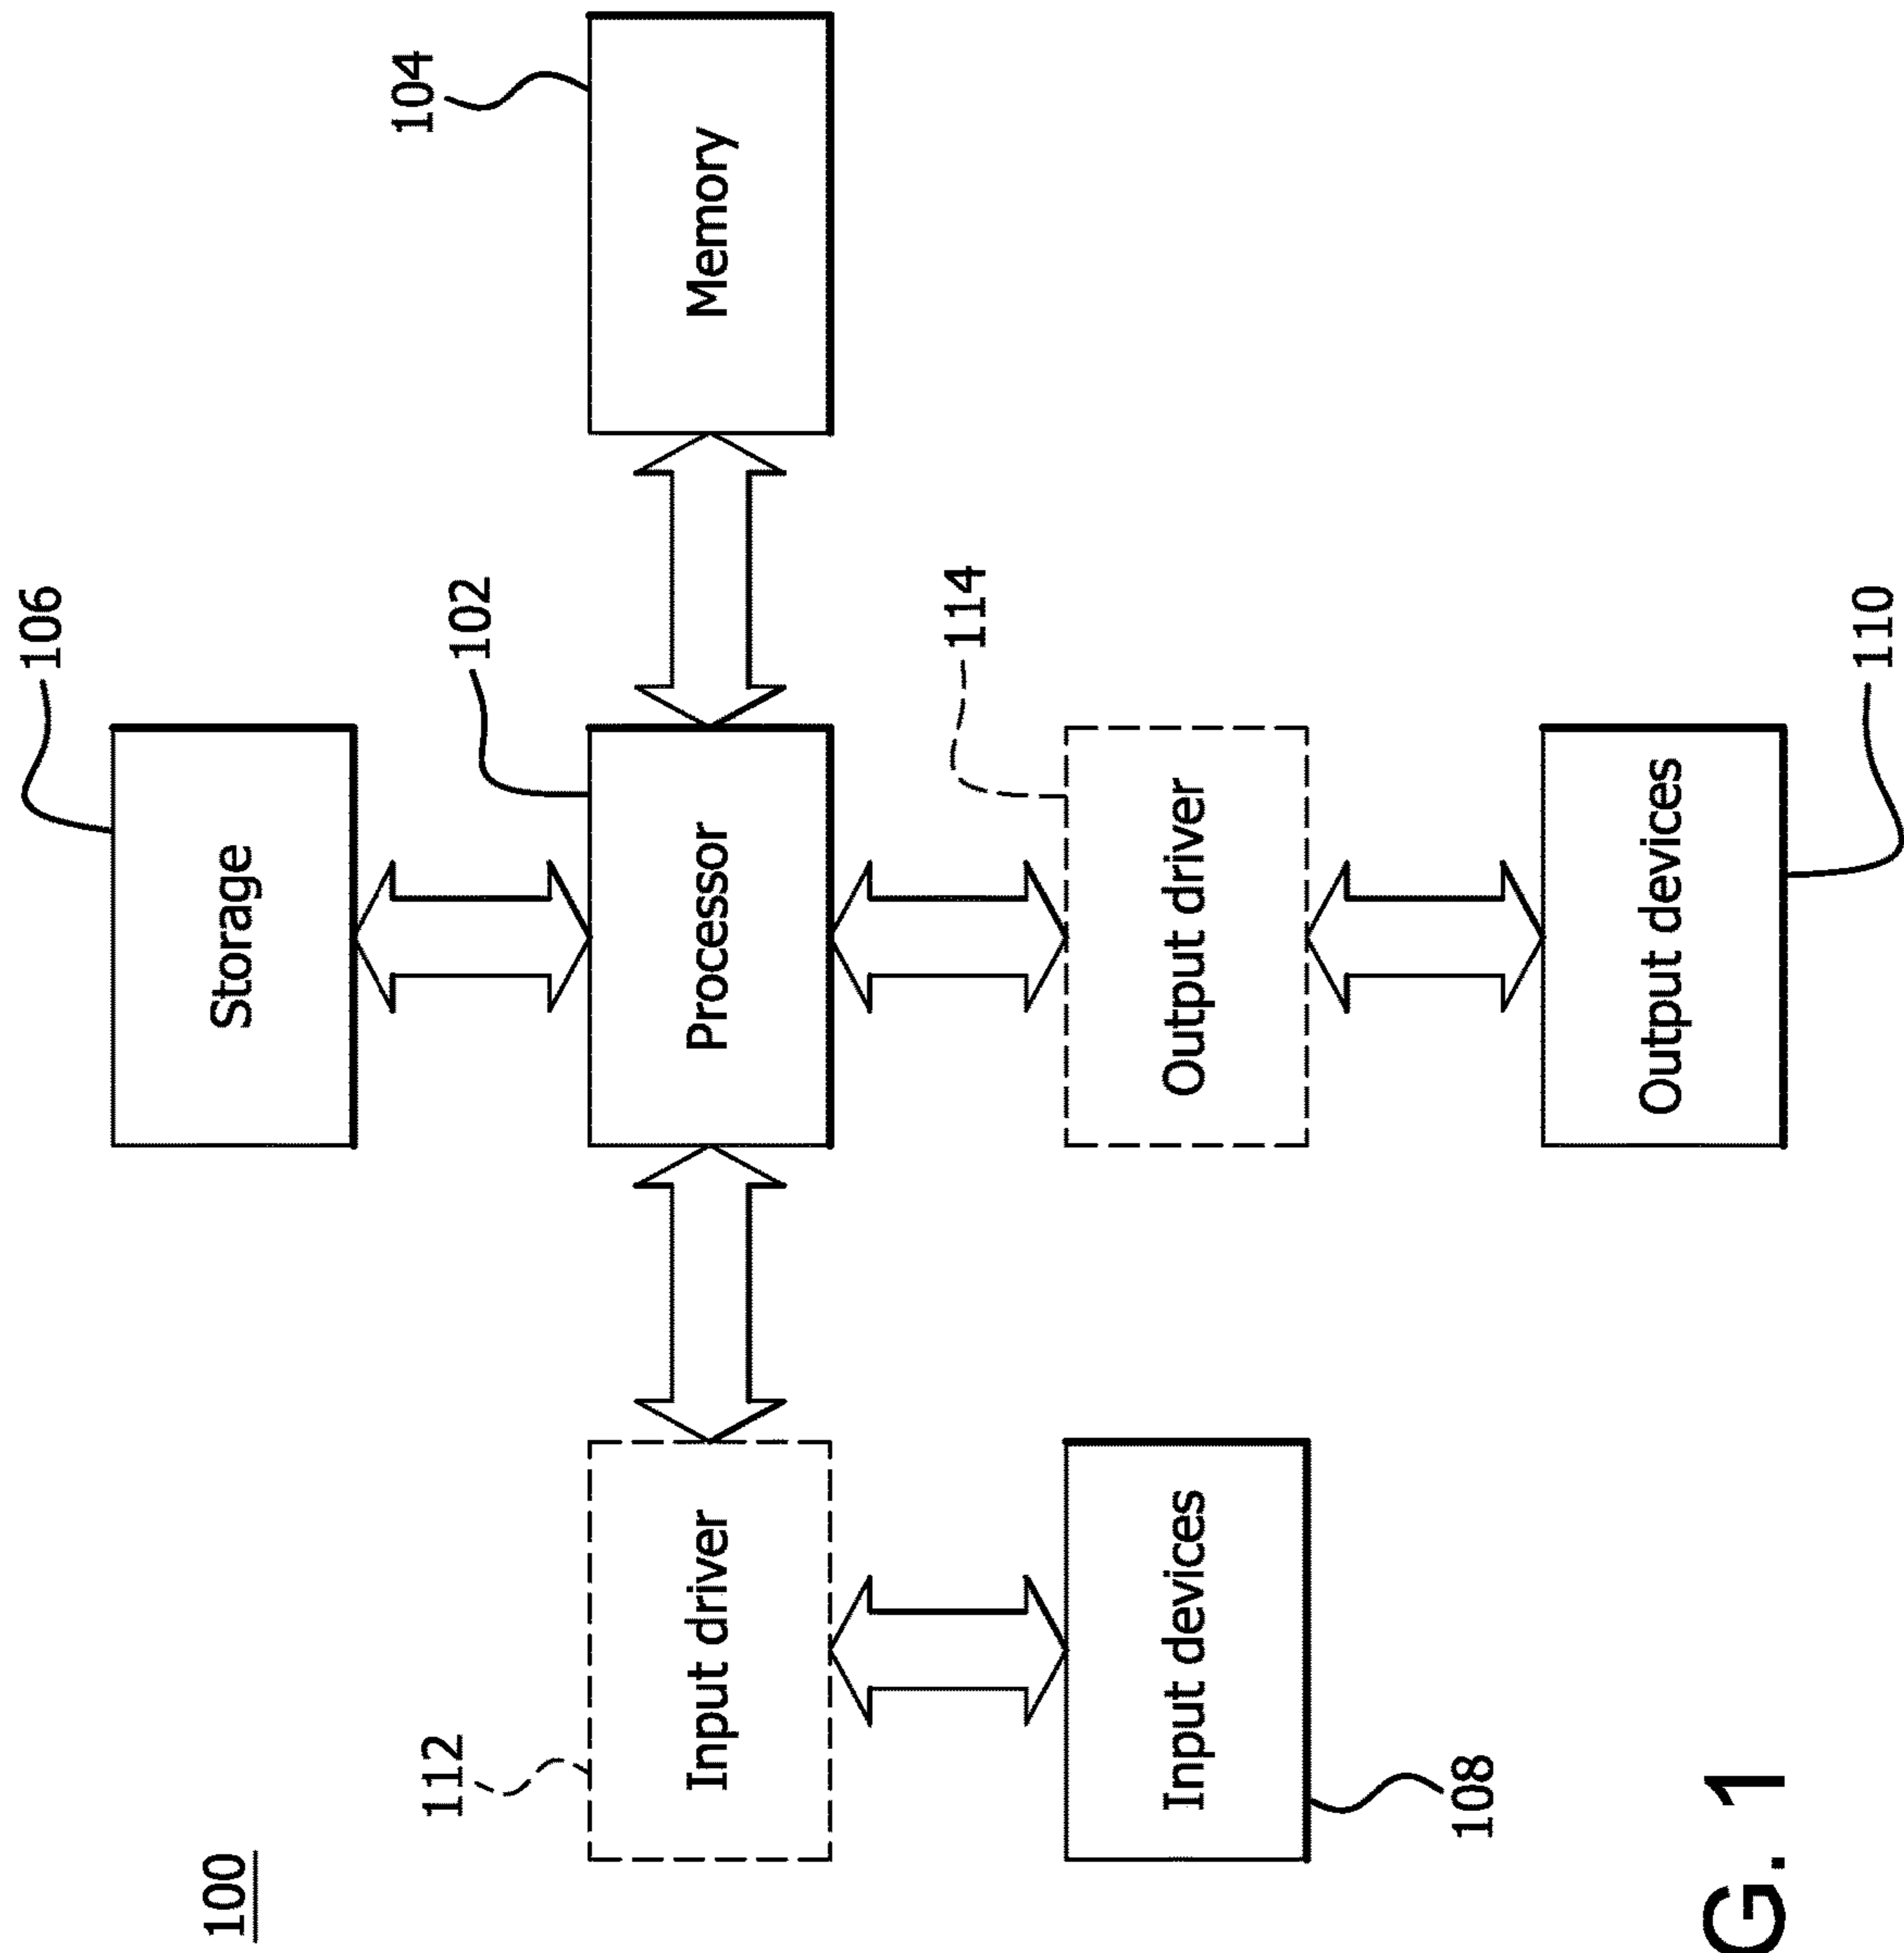 106
100
Storage
104
112
102
Input driver
Processor
Memory
114
Input devices
Output driver
108
Output devices
G. 1
110